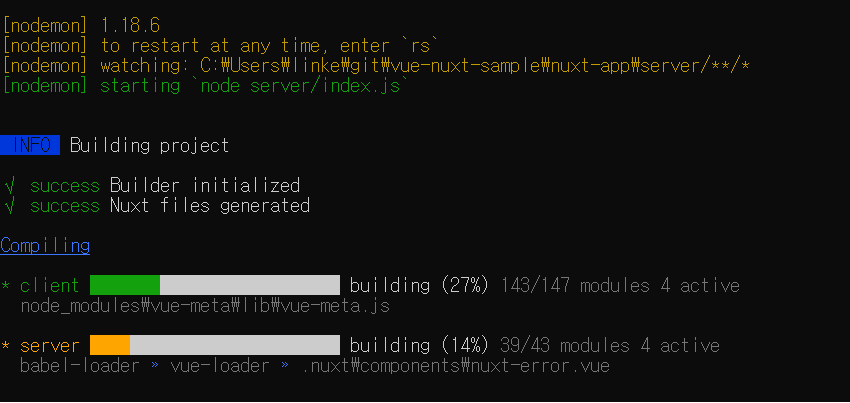 [nodemon] 1.18.6
[nodemon] to restart at any time, enter `rs`
[nodemon] watching: C:₩Users₩linke₩git₩vue-nuxt-sample₩nuxt-app₩server/**/*
[nodemon] starting `node server/index.js`
INFO Building project
√ success Builder initialized
√ success Nuxt files generated
Compiling
* client building (27%) 143/147 modules 4 active
node_modules₩vue-meta₩lib₩vue-meta.js
* server building (14%) 39/43 modules 4 active
babel-loader » vue-loader » .nuxt₩components₩nuxt-error.vue